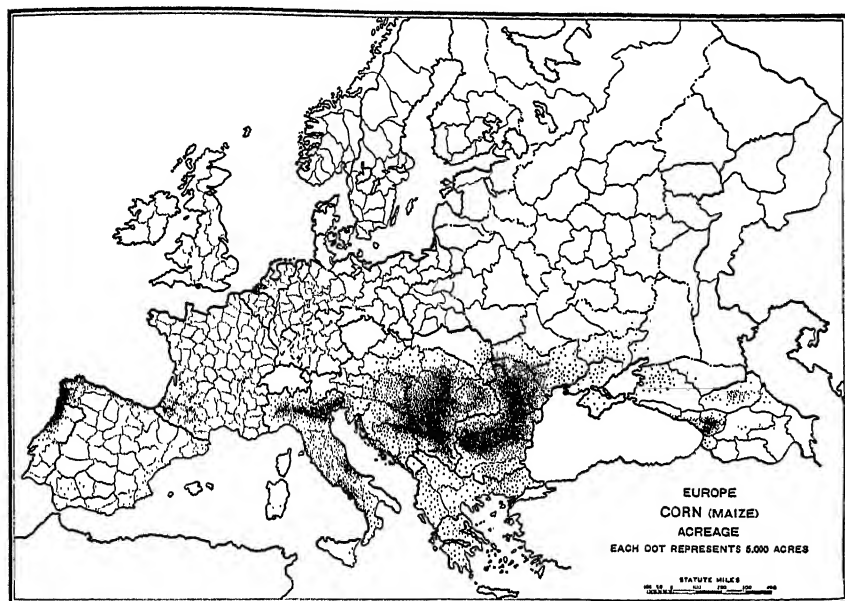 EUROPE
CORN (MAIZE)
ACREAGE
EACH DOT REPRESENTS 5,000 ACRES
STATUTE MILES